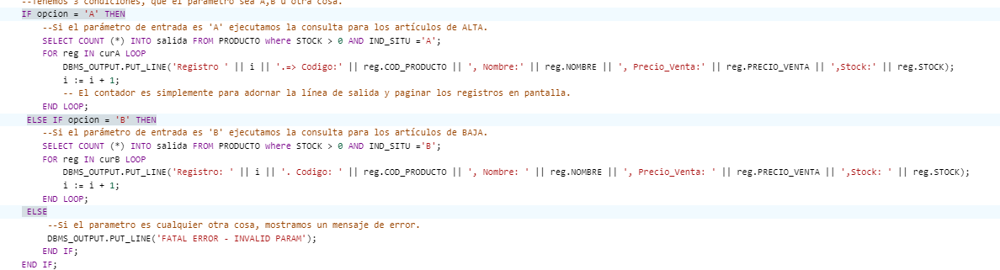 --Tenemos 3 condiciones, que el parametro sea A,B u otra cosa.
IF opcion = 'A' THEN
--Si el parámetro de entrada es 'A' ejecutamos la consulta para los artículos de ALTA.
SELECT COUNT (*) INTO salida FROM PRODUCTO where STOCK > 0 AND IND_SITU ='A';
FOR reg IN curA LOOP
DBMS_OUTPUT.PUT_LINE('Registro ' || i || '.=> Codigo:' || reg.COD_PRODUCTO || ', Nombre:' || reg.NOMBRE || ', Precio_Venta:' || reg.PRECIO_VENTA || ',Stock:' || reg.STOCK);
i := i + 1;
-- El contador es simplemente para adornar la línea de salida y paginar los registros en pantalla.
END LOOP;
ELSE IF opcion = 'B' THEN
--Si el parámetro de entrada es 'B' ejecutamos la consulta para los artículos de BAJA.
SELECT COUNT (*) INTO salida FROM PRODUCTO where STOCK > 0 AND IND_SITU ='B';
FOR reg IN curB LOOP
DBMS_OUTPUT.PUT_LINE('Registro: ' || i || '. Codigo: ' || reg.COD_PRODUCTO || ', Nombre: ' || reg.NOMBRE || ', Precio_Venta: ' || reg.PRECIO_VENTA || ',Stock: ' || reg.STOCK);
i := i + 1;
END LOOP;
ELSE
--Si el parametro es cualquier otra cosa, mostramos un mensaje de error.
DBMS_OUTPUT.PUT_LINE('FATAL ERROR - INVALID PARAM');
END IF;
END IF;